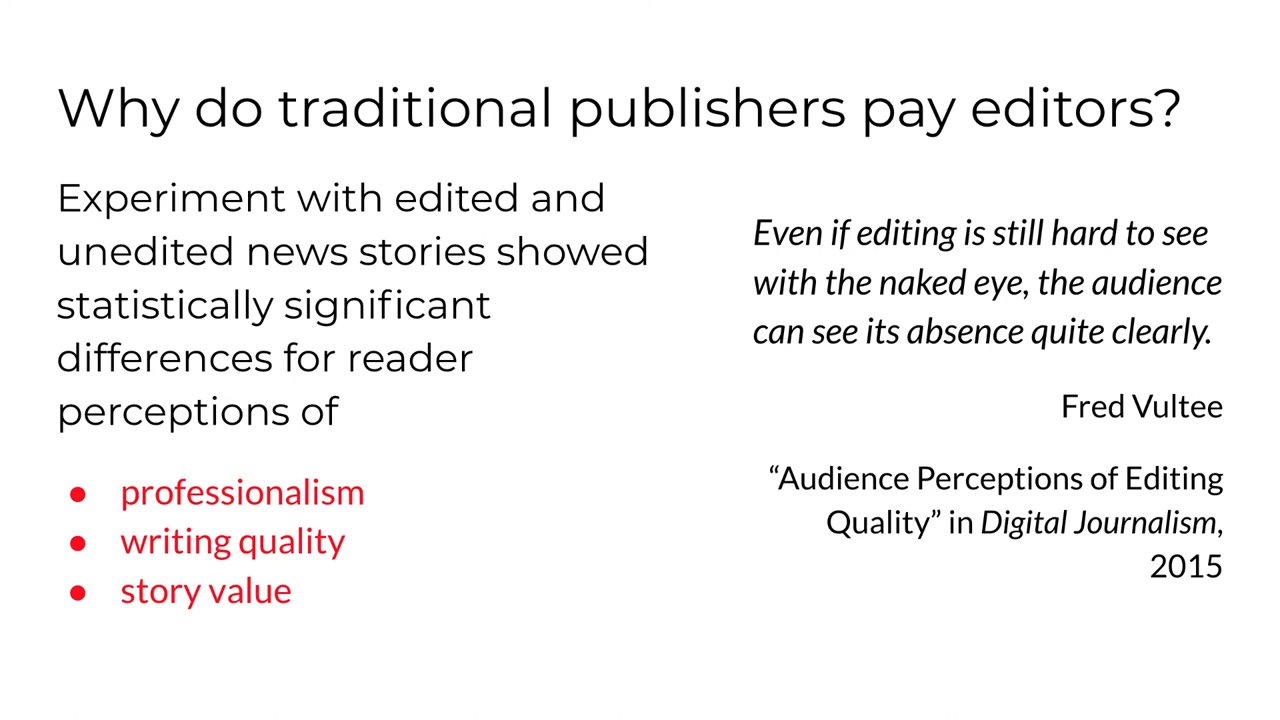 Why do traditional publishers pay editors?
Experiment with edited and
unedited news stories showed
statistically significant
differences for reader
perceptions of
● professionalism
● writing quality
● story value
Even if editing is still hard to see
with the naked eye, the audience
can see its absence quite clearly.
Fred Vultee
“Audience Perceptions of Editing
Quality” in Digital Journalism,
2015